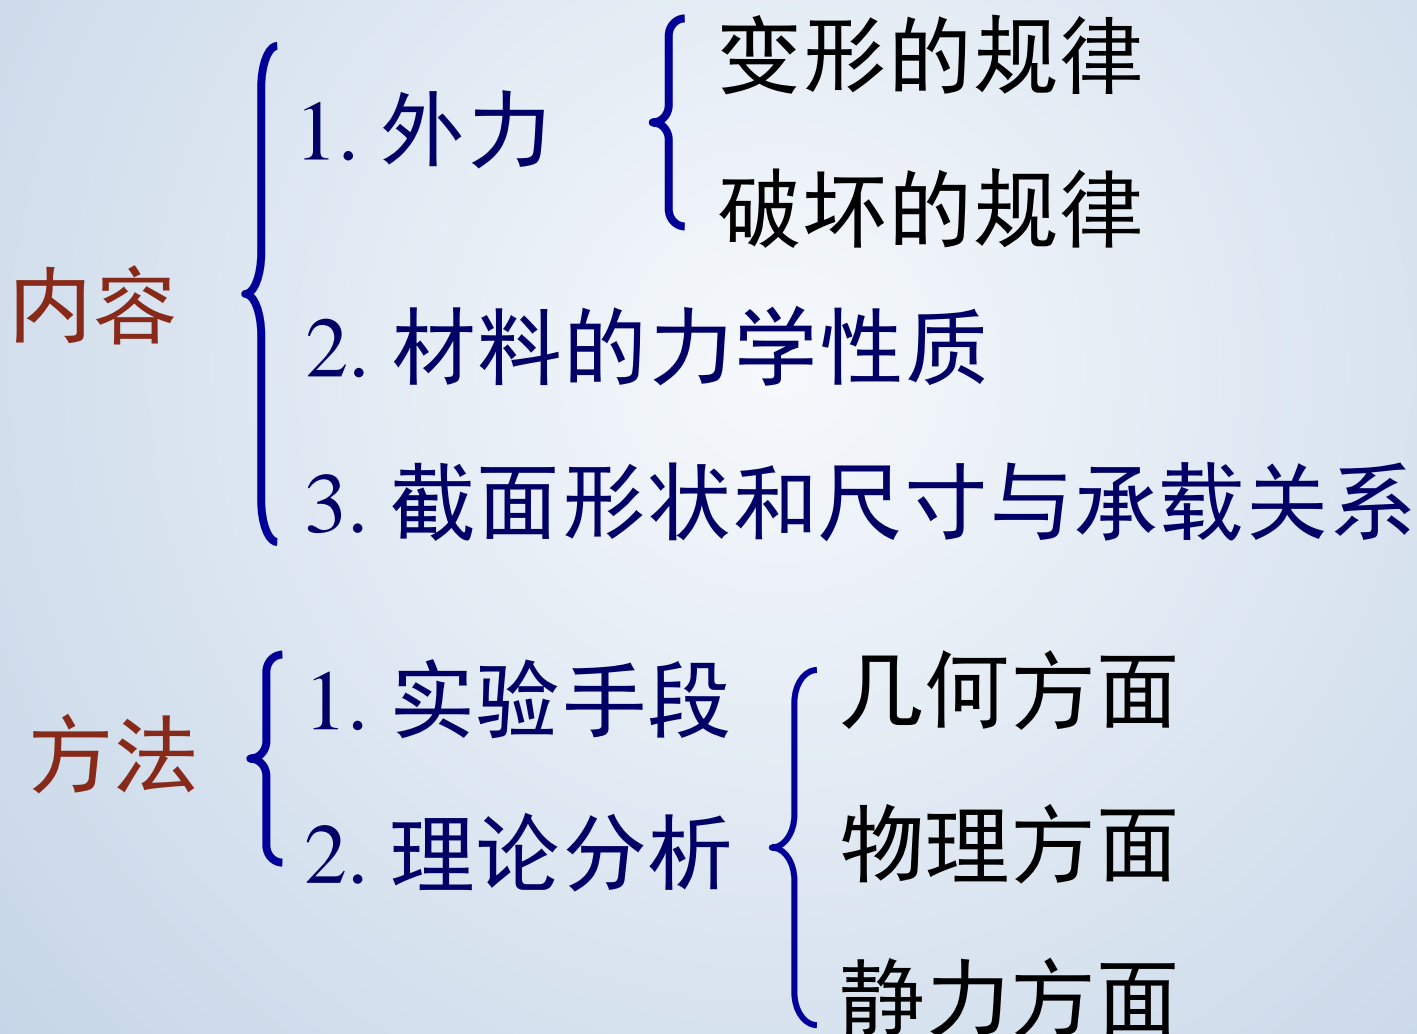 内容
1. 外力
变形的规律
破坏的规律
2. 材料的力学性质
3. 截面形状和尺寸与承载关系
方法
1. 实验手段
2. 理论分析
几何方面
物理方面
静力方面